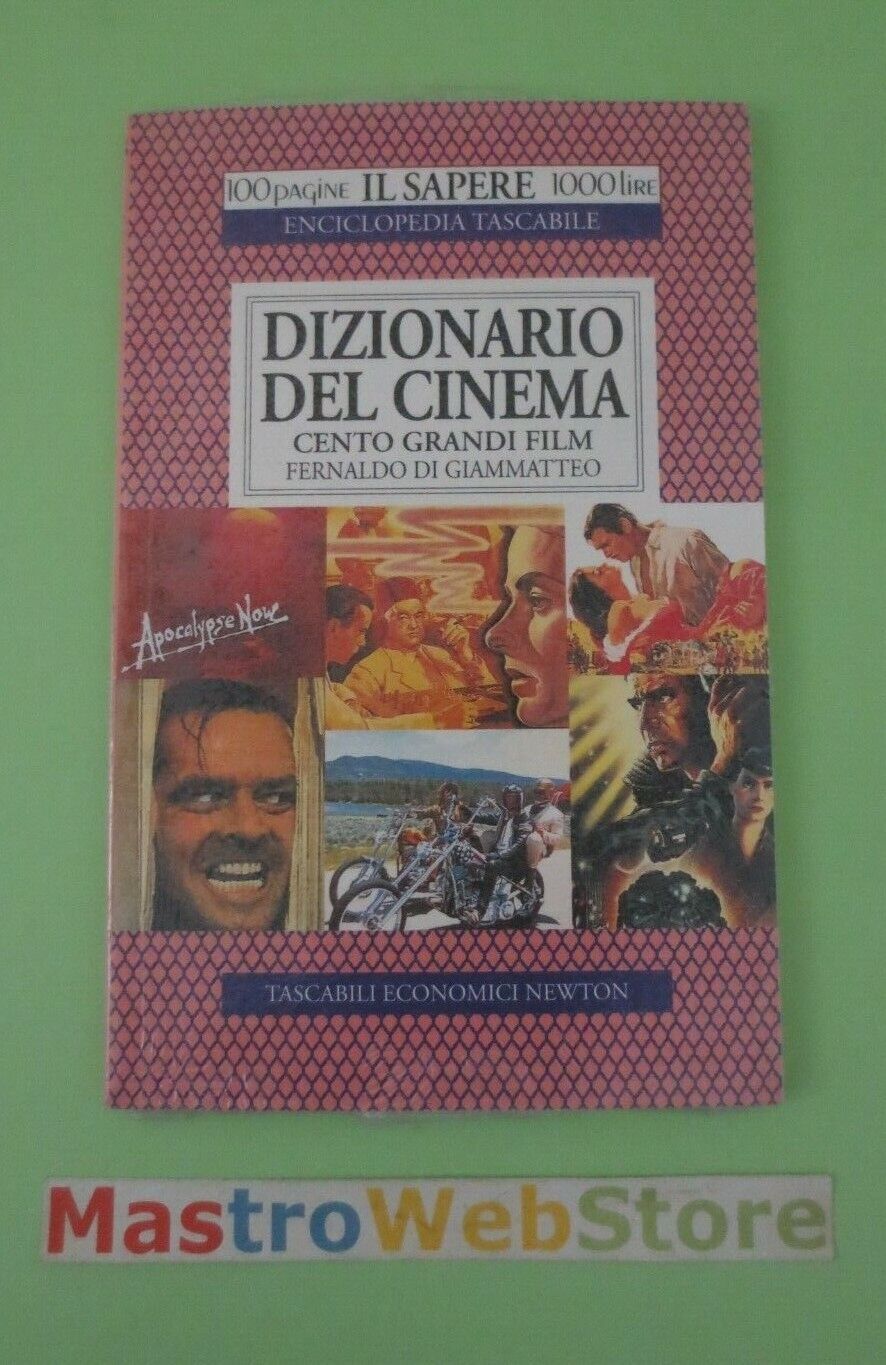 100 pagine IL SAPERE 1000 lire
ENCICLOPEDIA TASCABILE
DIZIONARIO
DEL CINEMA
CENTO GRANDI FILM
FERNALDO DI GIAMMATTEO
Apocalypse Now
TASCABILI ECONOMICI NEWTON
MastroWebStore